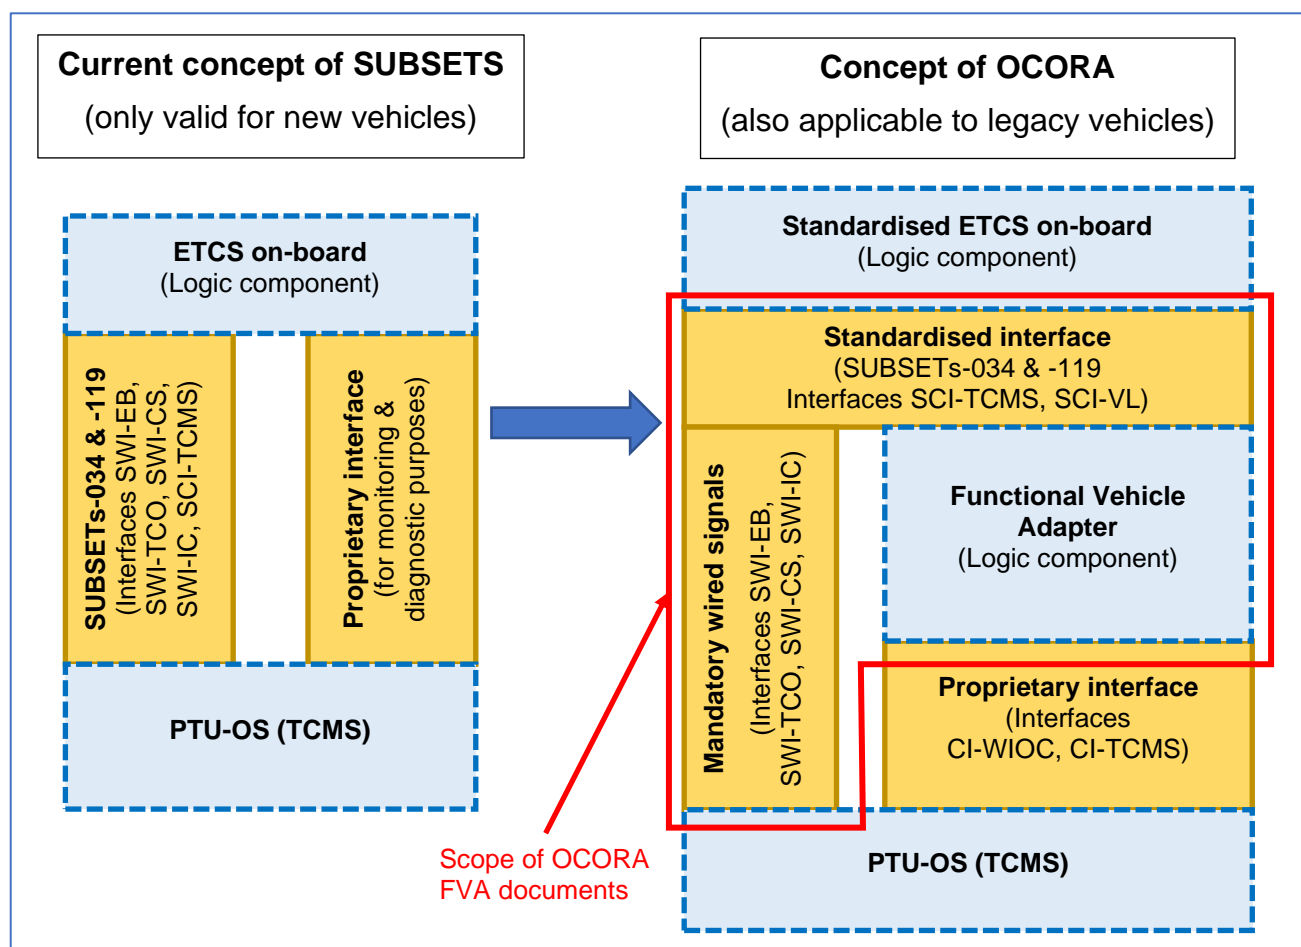 Current concept of SUBSETS
(only valid for new vehicles)
Concept of OCORA
(also applicable to legacy vehicles)
ETCS on-board
(Logic component)
SUBSETs-034 & -119
(Interfaces SWI-EB,
SWI-TCO, SWI-CS,
SWI-IC, SCI-TCMS)
Proprietary interface
(for monitoring &
diagnostic purposes)
PTU-OS (TCMS)
Standardised ETCS on-board
(Logic component)
Standardised interface
(SUBSETs-034 & -119
Interfaces SCI-TCMS, SCI-VL)
Mandatory wired signals
(Interfaces SWI-EB,
SWI-TCO, SWI-CS, SWI-IC)
Functional Vehicle
Adapter
(Logic component)
Proprietary interface
(Interfaces
CI-WIOC, CI-TCMS)
PTU-OS (TCMS)
Scope of OCORA
FVA documents